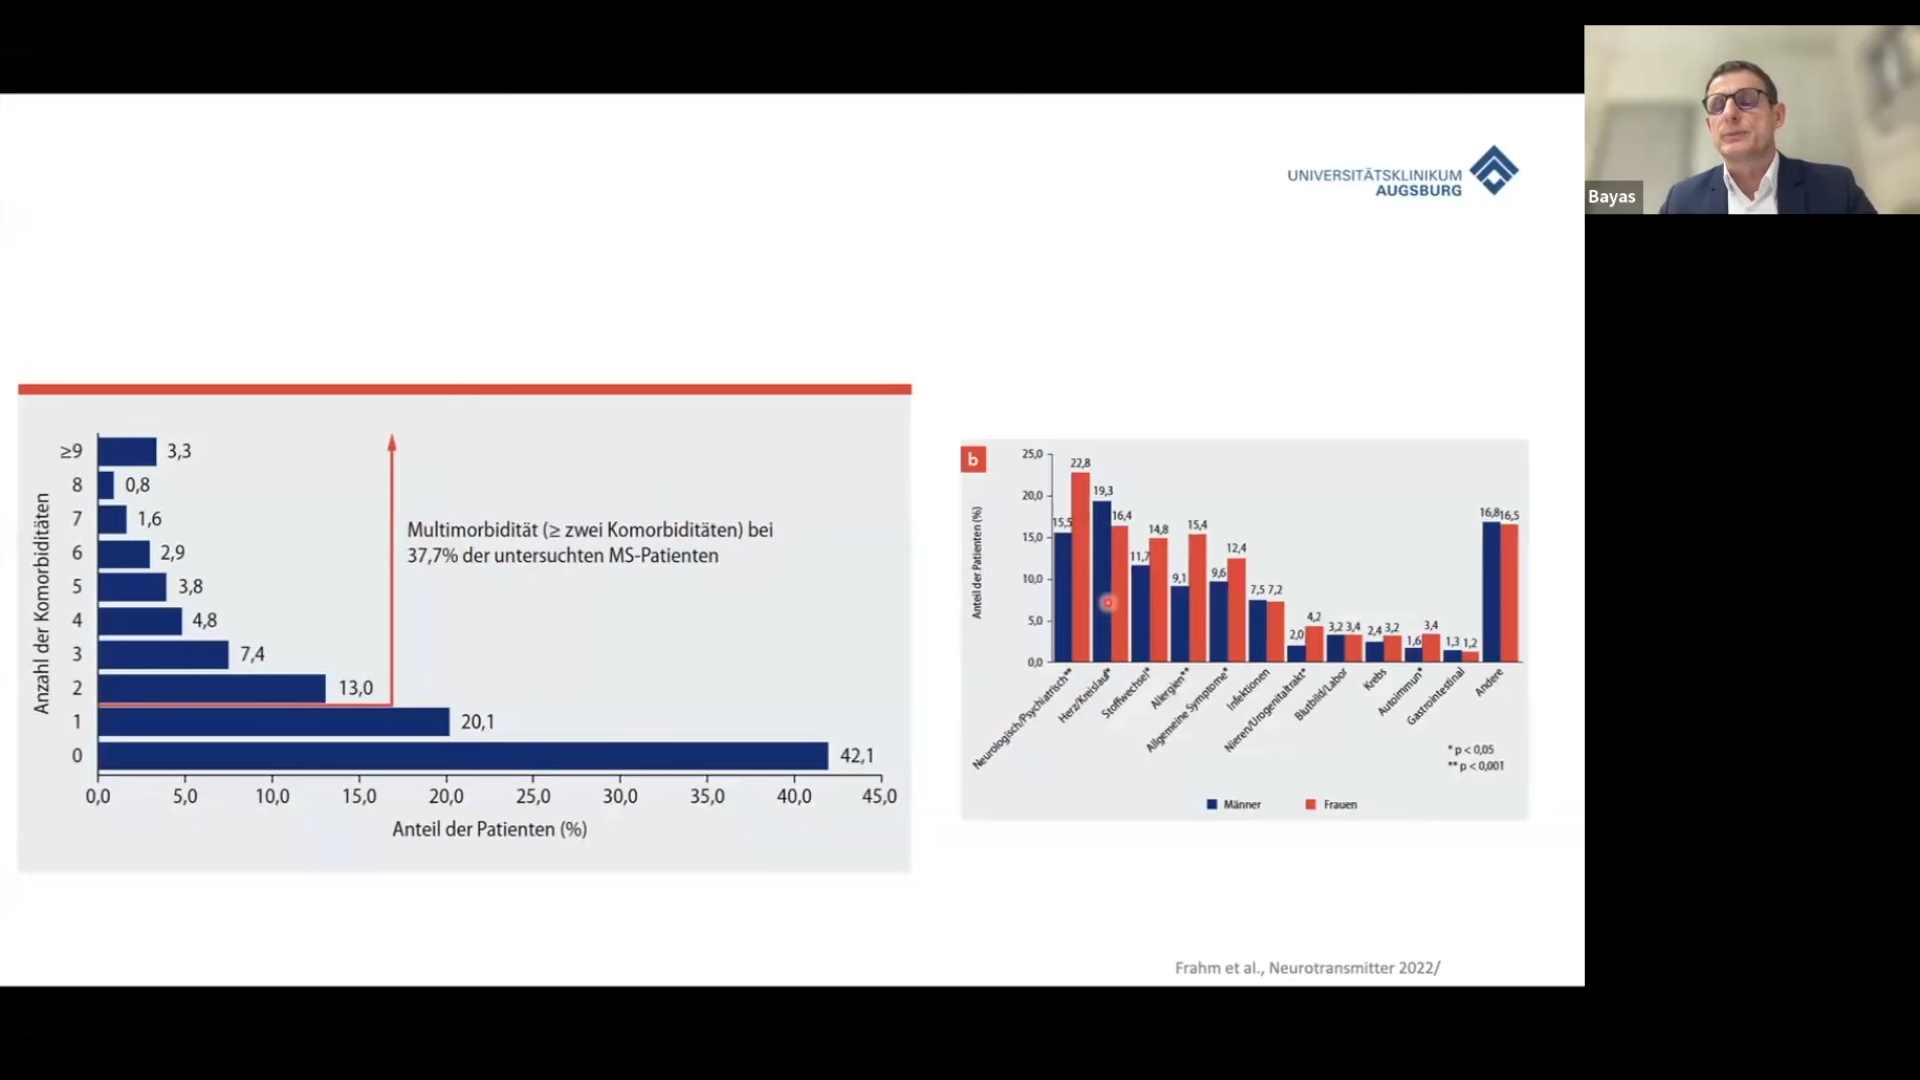 UNIVERSITÄTSKLINIKUM
AUGSBURG
Bayas
Anzahl der Komorbiditäten
≥9 3,3
8 0,8
7 1,6
6 2,9
5 3,8
4 4,8
3 7,4
2 13,0
1 20,1
0 42,1
Multimorbidität (≥ zwei Komorbiditäten) bei
37,7% der untersuchten MS-Patienten
0,0 5,0 10,0 15,0 20,0 25,0 30,0 35,0 40,0 45,0
Anteil der Patienten (%)
b
Anteil der Patienten (%)
25,0
20,0
15,0
10,0
5,0
0,0
15,5 22,8
19,3 16,4
11,7 14,8
9,1 15,4
9,6 12,4
7,5 7,2
2,0 4,2
3,2 3,4
2,4 3,2
1,6 3,4
1,3 1,2
16,8 16,5
Neurologisch/Psychiatrisch**
Herz/Kreislauf*
Stoffwechsel*
Allergien**
Allgemeine Symptome*
Infektionen
Nieren/Urogenitaltrakt*
Blutbild/Labor
Krebs
Autoimmun*
Gastrointestinal
Andere
* p < 0,05
** p < 0,001
Männer Frauen
Frahm et al., Neurotransmitter 2022/